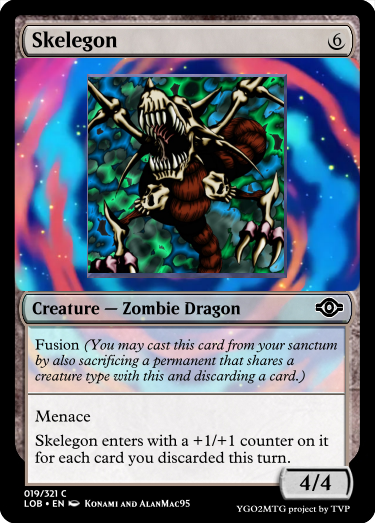 Skelegon 6
Creature — Zombie Dragon
Fusion (You may cast this card from your sanctum
by also sacrificing a permanent that shares a
creature type with this and discarding a card.)
Menace
Skelegon enters with a +1/+1 counter on it
for each card you discarded this turn.
4/4
019/321 C
LOB • EN Konami and AlanMac95
YGO2MTG project by TVP